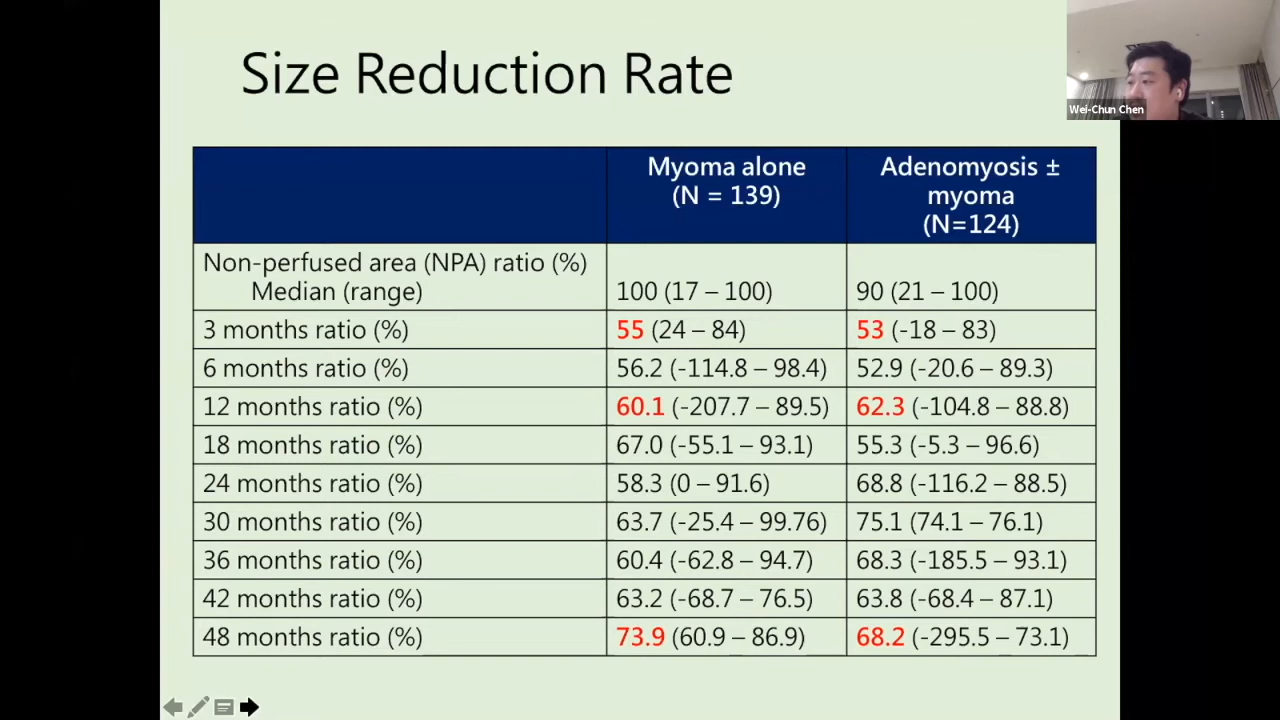 Size Reduction Rate
Wei-Chun Chen
Myoma alone
(N = 139)
Adenomyosis ±
myoma
(N=124)
Non-perfused area (NPA) ratio (%)
Median (range)
100 (17 – 100)
90 (21 – 100)
3 months ratio (%)
55 (24 – 84)
53 (-18 – 83)
6 months ratio (%)
56.2 (-114.8 – 98.4)
52.9 (-20.6 – 89.3)
12 months ratio (%)
60.1 (-207.7 – 89.5)
62.3 (-104.8 – 88.8)
18 months ratio (%)
67.0 (-55.1 – 93.1)
55.3 (-5.3 – 96.6)
24 months ratio (%)
58.3 (0 – 91.6)
68.8 (-116.2 – 88.5)
30 months ratio (%)
63.7 (-25.4 – 99.76)
75.1 (74.1 – 76.1)
36 months ratio (%)
60.4 (-62.8 – 94.7)
68.3 (-185.5 – 93.1)
42 months ratio (%)
63.2 (-68.7 – 76.5)
63.8 (-68.4 – 87.1)
48 months ratio (%)
73.9 (60.9 – 86.9)
68.2 (-295.5 – 73.1)